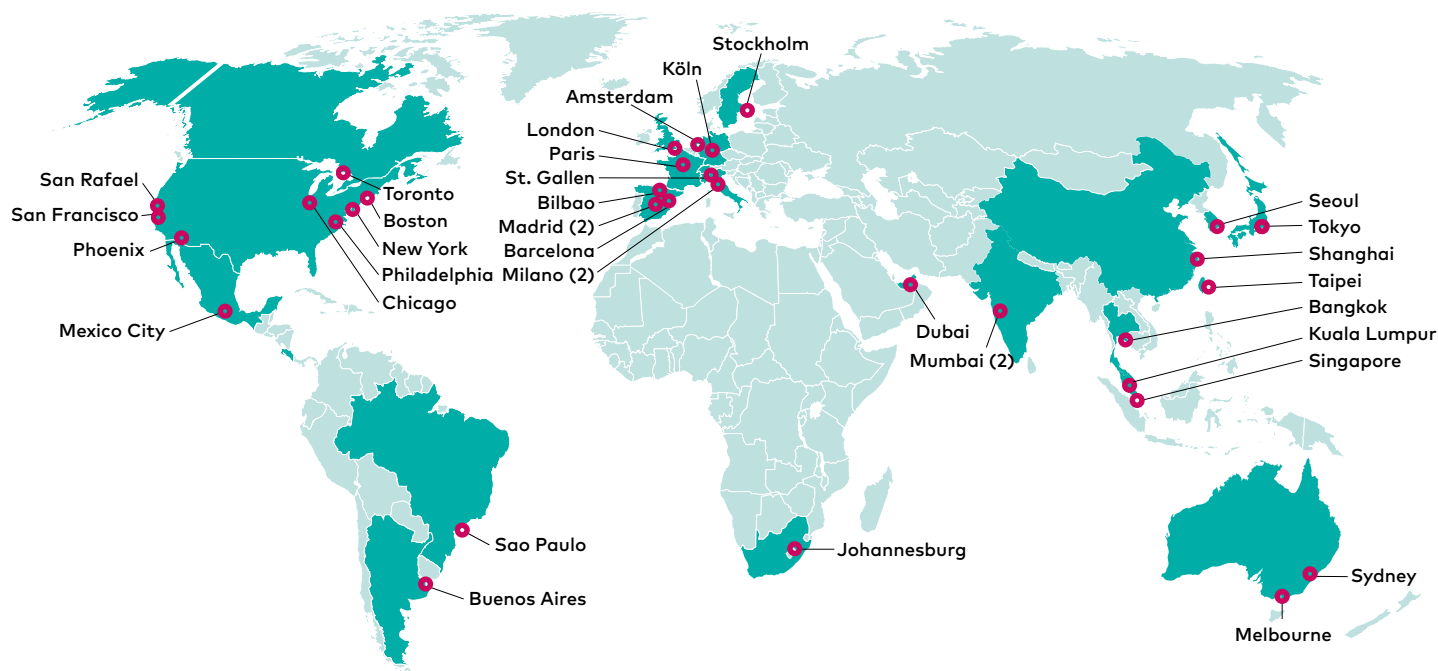 Stockholm
Köln
Amsterdam
London
Paris
St. Gallen
Bilbao
Madrid (2)
Barcelona
Milano (2)
San Rafael
San Francisco
Phoenix
Mexico City
Toronto
Boston
New York
Philadelphia
Chicago
Sao Paulo
Buenos Aires
Johannesburg
Dubai
Mumbai (2)
Seoul
Tokyo
Shanghai
Taipei
Bangkok
Kuala Lumpur
Singapore
Sydney
Melbourne